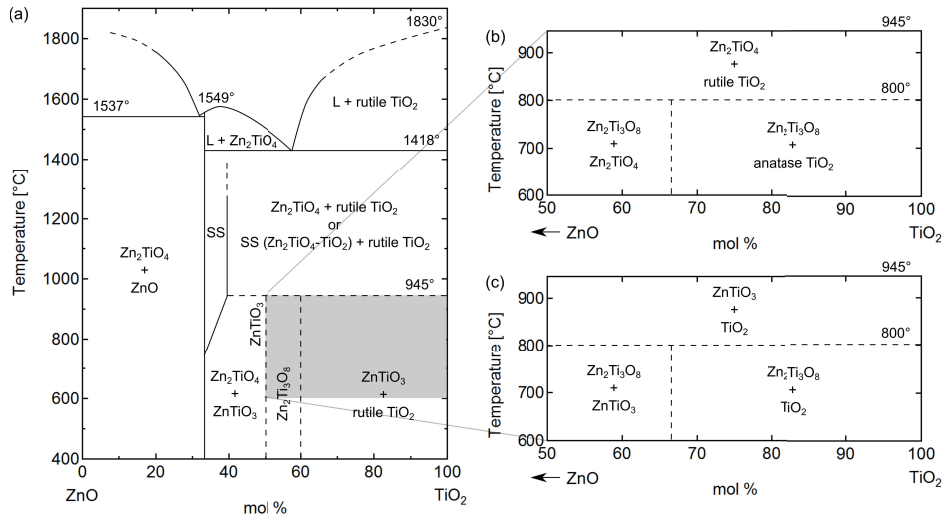 (a)
1830°
1800
1600
1537°
1549°
L + rutile TiO₂
L + Zn₂TiO₄
1418°
1400
1200
1000
800
600
400
Temperature [°C]
Zn₂TiO₄
+
ZnO
SS
Zn₂TiO₄ + rutile TiO₂
or
SS (Zn₂TiO₄-TiO₂) + rutile TiO₂
945°
ZnTiO₃
Zn₂Ti₃O₈
Zn₂TiO₄
+
ZnTiO₃
ZnTiO₃
+
rutile TiO₂
0 20 40 60 80 100
ZnO
mol %
TiO₂
(b)
945°
Zn₂TiO₄
+
rutile TiO₂
800°
Zn₂Ti₃O₈
+
Zn₂TiO₄
Zn₂Ti₃O₈
+
anatase TiO₂
900
800
700
600
Temperature [°C]
50 60 70 80 90 100
← ZnO
mol %
TiO₂
(c)
945°
ZnTiO₃
+
TiO₂
800°
Zn₂Ti₃O₈
+
ZnTiO₃
Zn₂Ti₃O₈
+
TiO₂
900
800
700
600
Temperature [°C]
50 60 70 80 90 100
← ZnO
mol %
TiO₂